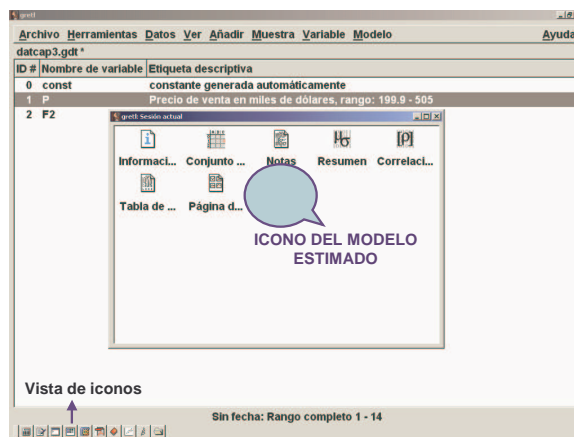 gretl
Archivo Herramientas Datos Ver Añadir Muestra Variable Modelo Ayuda
datcap3.gdt *
ID # Nombre de variable Etiqueta descriptiva
0 const constante generada automáticamente
1 P Precio de venta en miles de dólares, rango: 199.9 - 505
2 F2
gretl: Sesión actual
Informaci... Conjunto ... Notas Resumen Correlaci...
Tabla de ... Página d...
ICONO DEL MODELO
ESTIMADO
Vista de iconos
Sin fecha: Rango completo 1 - 14